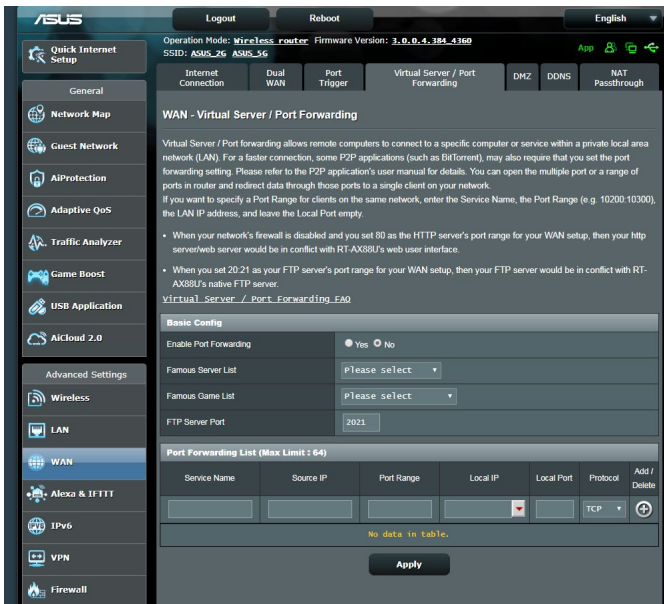 ASUS
Logout
Reboot
English
Operation Mode: Wireless router Firmware Version: 3.0.0.4.384_4360
SSID: ASUS_2G ASUS_5G
App
Quick Internet
Setup
General
Network Map
Guest Network
AiProtection
Adaptive QoS
Traffic Analyzer
Game Boost
USB Application
AiCloud 2.0
Advanced Settings
Wireless
LAN
WAN
Alexa & IFTTT
IPv6
VPN
Firewall
Internet
Connection
Dual
WAN
Port
Trigger
Virtual Server / Port
Forwarding
DMZ
DDNS
NAT
Passthrough
WAN - Virtual Server / Port Forwarding
Virtual Server / Port forwarding allows remote computers to connect to a specific computer or service within a private local area
network (LAN). For a faster connection, some P2P applications (such as BitTorrent), may also require that you set the port
forwarding setting. Please refer to the P2P application's user manual for details. You can open the multiple port or a range of
ports in router and redirect data through those ports to a single client on your network.
If you want to specify a Port Range for clients on the same network, enter the Service Name, the Port Range (e.g. 10200:10300),
the LAN IP address, and leave the Local Port empty.
• When your network's firewall is disabled and you set 80 as the HTTP server's port range for your WAN setup, then your http
server/web server would be in conflict with RT-AX88U's web user interface.
• When you set 20:21 as your FTP server's port range for your WAN setup, then your FTP server would be in conflict with RT-
AX88U's native FTP server.
Virtual Server / Port Forwarding FAQ
Basic Config
Enable Port Forwarding
Yes No
Famous Server List
Please select
Famous Game List
Please select
FTP Server Port
2021
Port Forwarding List (Max Limit : 64)
Service Name
Source IP
Port Range
Local IP
Local Port
Protocol
Add /
Delete
TCP
No data in table.
Apply